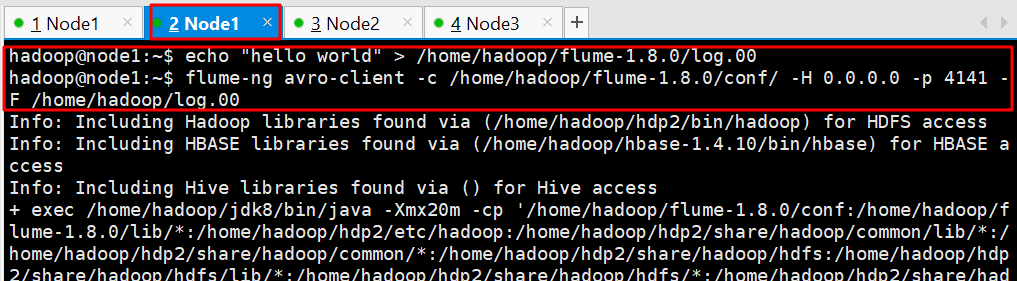 1 Node1 × 2 Node1 × 3 Node2 × 4 Node3 × +
hadoop@node1:~$ echo "hello world" > /home/hadoop/flume-1.8.0/log.00
hadoop@node1:~$ flume-ng avro-client -c /home/hadoop/flume-1.8.0/conf/ -H 0.0.0.0 -p 4141 -
F /home/hadoop/log.00
Info: Including Hadoop libraries found via (/home/hadoop/hdp2/bin/hadoop) for HDFS access
Info: Including HBASE libraries found via (/home/hadoop/hbase-1.4.10/bin/hbase) for HBASE a
ccess
Info: Including Hive libraries found via () for Hive access
+ exec /home/hadoop/jdk8/bin/java -Xmx20m -cp '/home/hadoop/flume-1.8.0/conf:/home/hadoop/f
lume-1.8.0/lib/*:/home/hadoop/hdp2/etc/hadoop:/home/hadoop/hdp2/share/hadoop/common/lib/*:/
home/hadoop/hdp2/share/hadoop/common/*:/home/hadoop/hdp2/share/hadoop/hdfs:/home/hadoop/hdp
2/share/hadoop/hdfs/lib/*:/home/hadoop/hdp2/share/hadoop/hdfs/*:/home/hadoop/hdp2/share/had